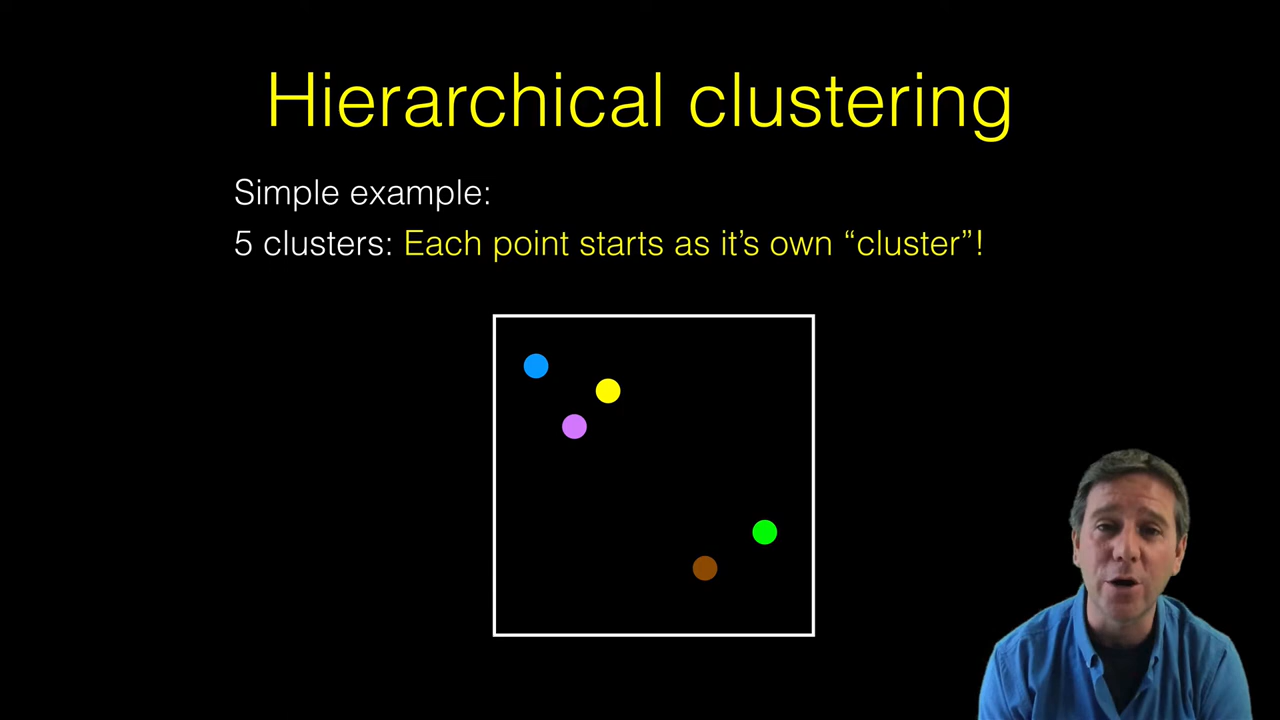 Hierarchical clustering
Simple example:
5 clusters: Each point starts as it’s own “cluster”!